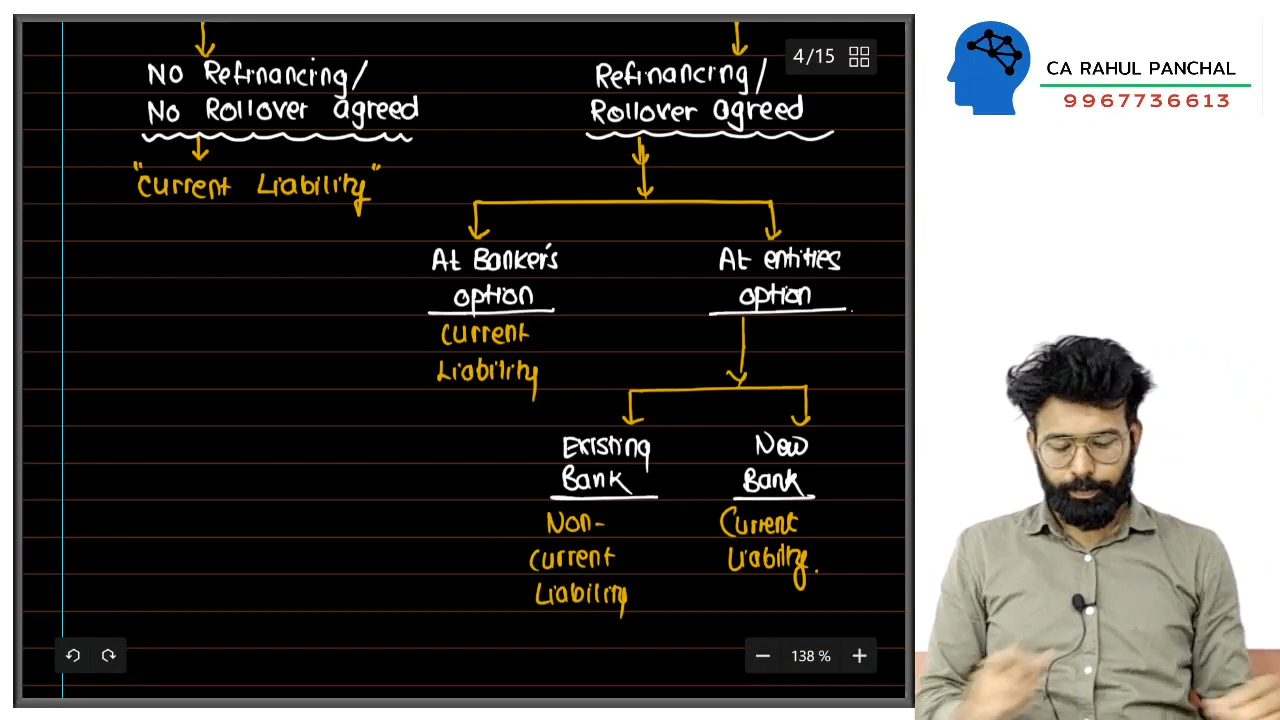 4/15
No Refinancing/
No Rollover agreed
"Current Liability"
Refinancing/
Rollover agreed
At Banker's
option
Current
Liability
At entities
option
Existing
Bank
Non-
Current
Liability
New
Bank
Current
Liability.
138 %
CA RAHUL PANCHAL
9967736613